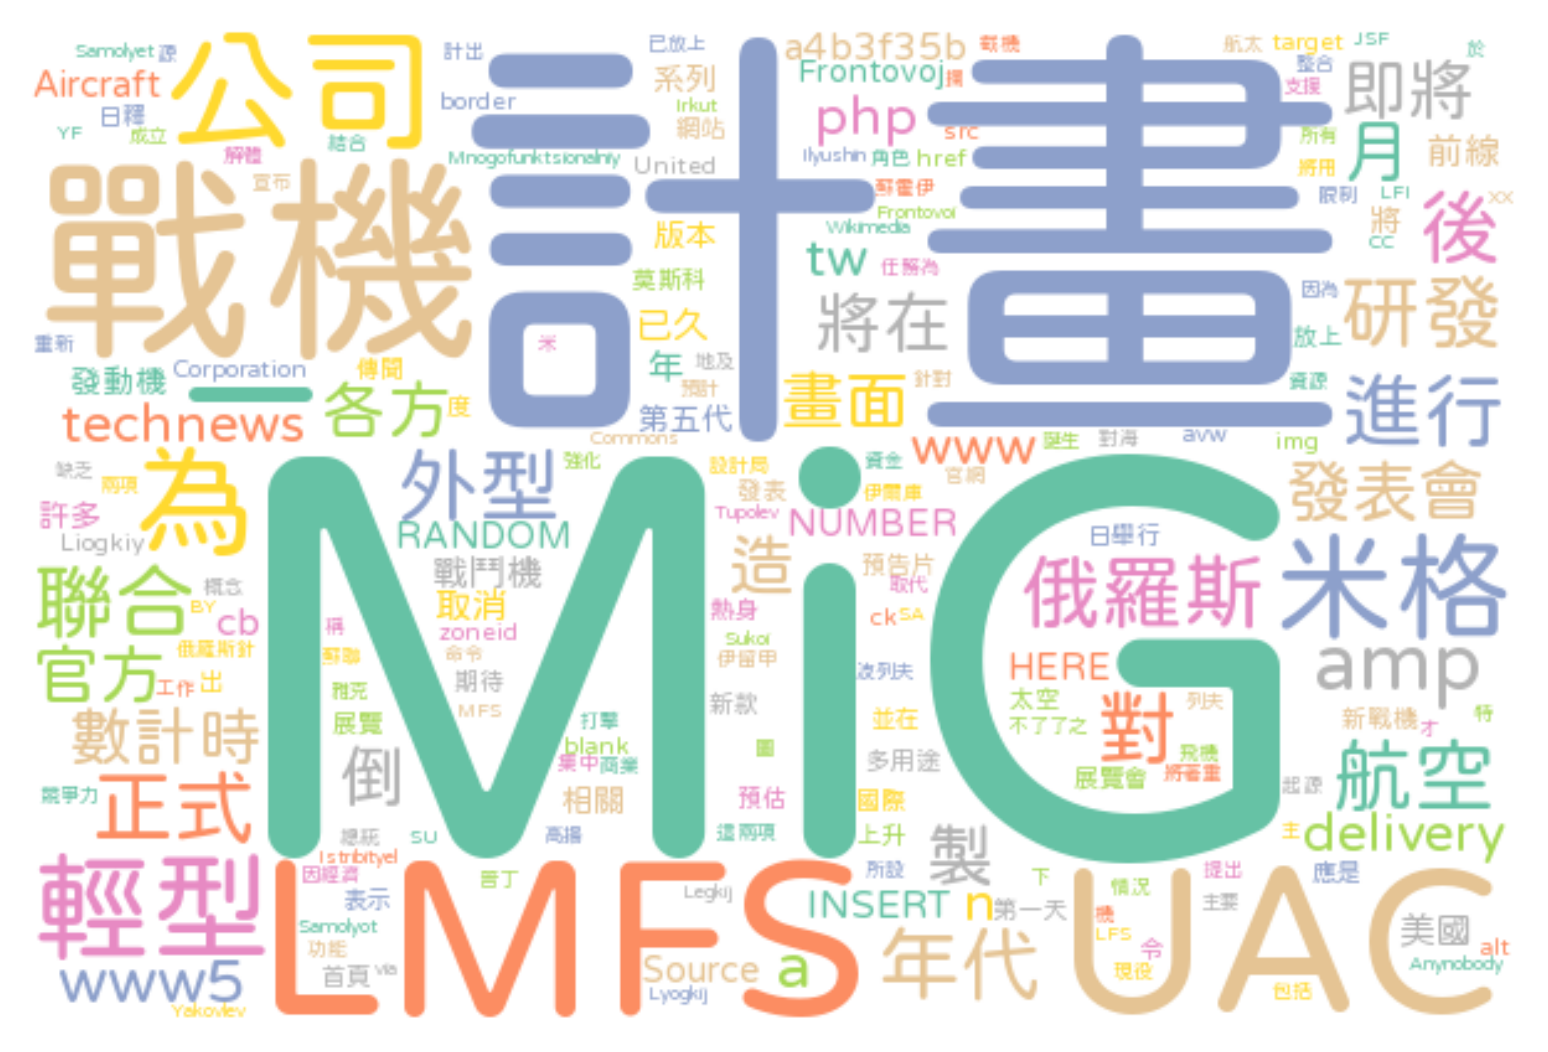 Samolyet 源 公司 計出 計畫 已放上 a4b3f35b 截機 航太 target JSF 於
Aircraft 系列 Frontovoj 攔 整合 即將
日釋 border Irkut php 支援
YF 成立 網站 src 所有 月 前線
解體 結合 Mnogofunktsionalniy United Ilyushin 角色 href 將用
戰機 宣布 蘇霍伊 限制 LFI 後 XX
版本 Frontovoi 將
Wikimedia CC
莫斯科 tw 任務為
已久 將在 因為 研發
重新 米 放上
發動機 Corporation 傳聞 年 地及 畫面 針對 資源 進行
一 各方 度 預計
technews 第五代
Commons www 誕生 對海 avw img
缺乏 為 外型 強化 設計局 資金 官網 發表會
兩項 MiG 發表 伊爾庫
許多 RANDOM Tupolev NUMBER 日舉行 米格
Liogkiy 戰鬥機 造 預告片 俄羅斯
聯合 概念 取消 取代
BY cb 稱 zoneid 熱身 ck SA
官方 俄羅斯針 蘇聯 命令 Sukoi HERE amp
工作 出 雅克 期待 伊留申 波列夫 太空
數計時 MFS 新款 對 列夫
展覽 打擊 並在 不了了之 新戰機 才 特
倒 blank 圖 多用途 飛機 航空
集中 商業 展覽會 將著重
競爭力 正式 相關 預估 國際 起源
總統 SU 高揚 這兩項 上升 製 主 delivery
輕型 Istribityel LMFS UAC
因經濟 普丁 所設 下 情況 提出 應是
表示 Legkij INSERT n 第一天 機 主要
Samolyot LFS 令 美國 alt
功能 年代
www5 首頁 via Source a 現役 Anynobody
Yakovlev Lyogkij 包括